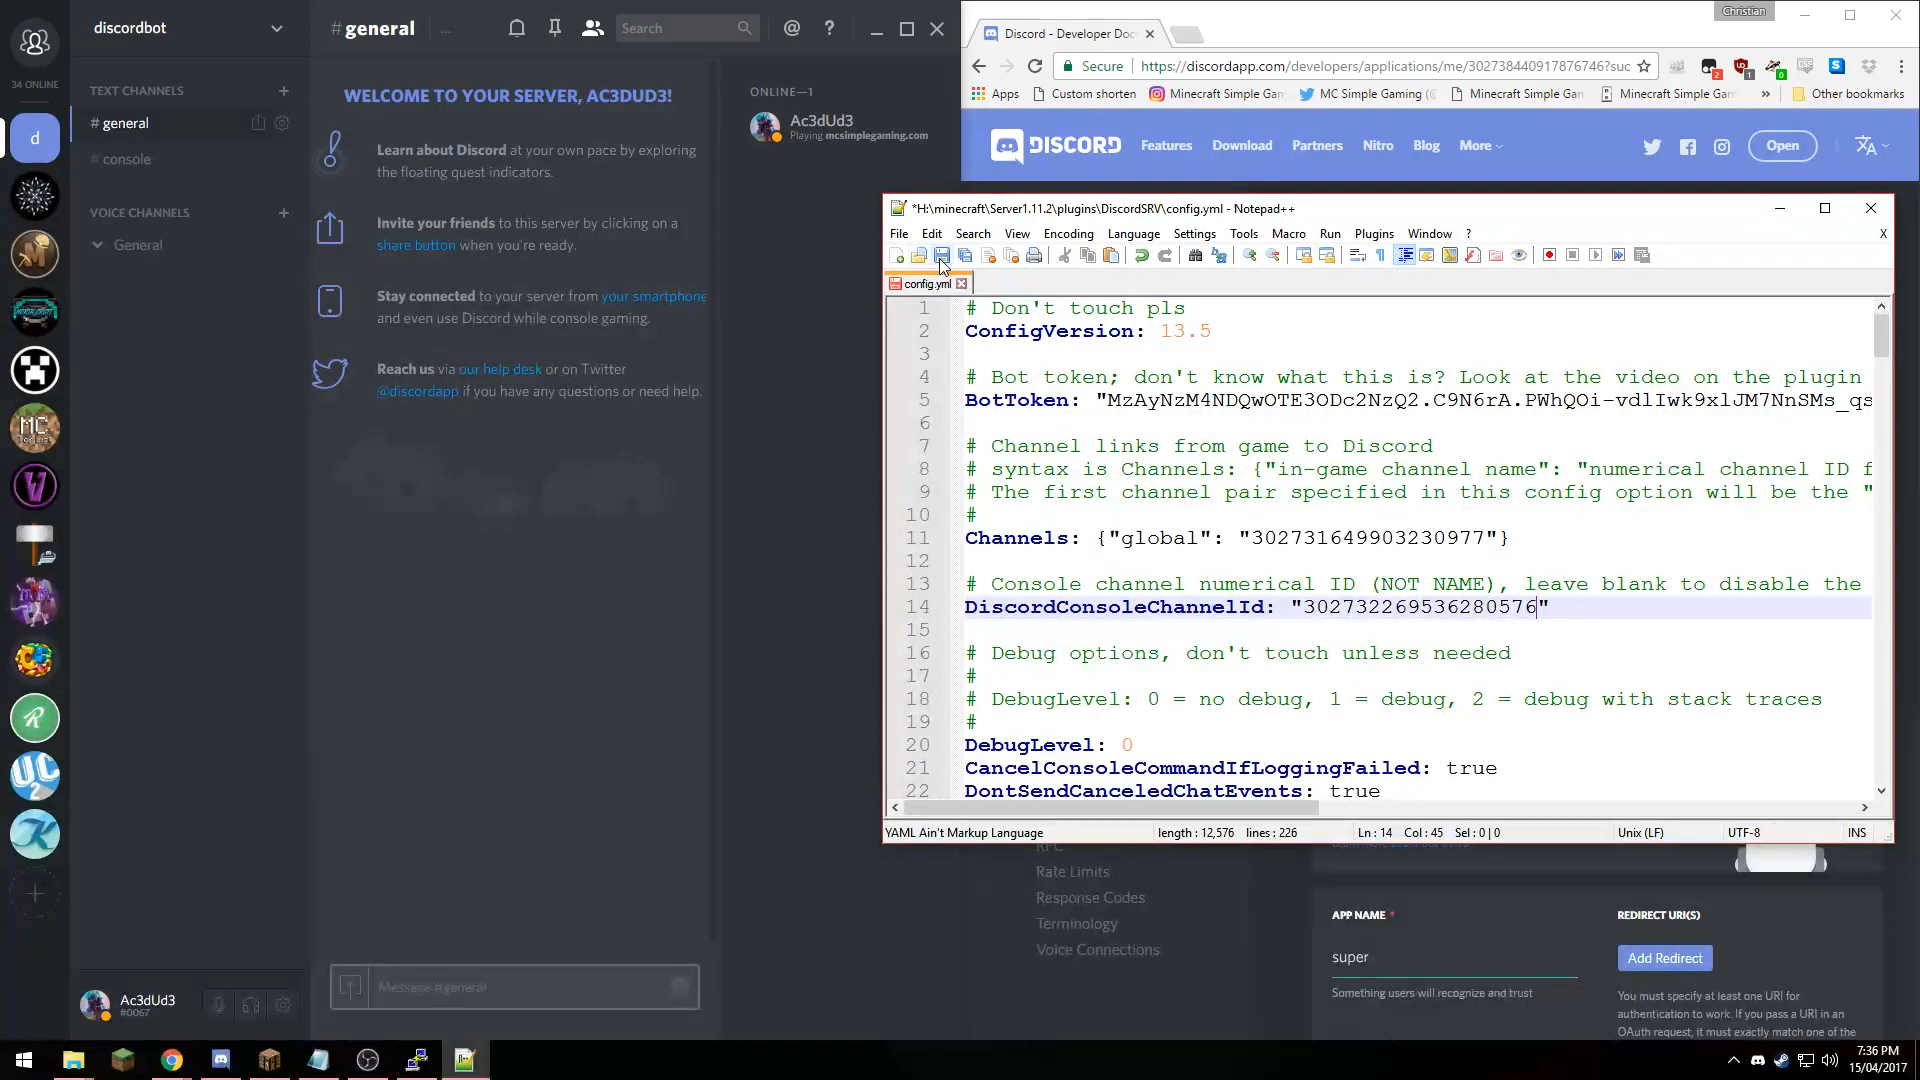 discordbot
34 ONLINE
TEXT CHANNELS
# general
# console
VOICE CHANNELS
General
d
Ac3dUd3
#0067
#general
...
Search
WELCOME TO YOUR SERVER, AC3DUD3!
Learn about Discord at your own pace by exploring
the floating quest indicators.
Invite your friends to this server by clicking on a
share button when you're ready.
Stay connected to your server from your smartphone
and even use Discord while console gaming.
Reach us via our help desk or on Twitter
@discordapp if you have any questions or need help.
Message #general
ONLINE—1
Ac3dUd3
Playing mcsimplegaming.com
Christian
Discord - Developer Doc
Secure
https://discordapp.com/developers/applications/me/302738440917876746?suc
Apps
Custom shorten
Minecraft Simple Gam
MC Simple Gaming (@
Minecraft Simple Gam
Minecraft Simple Gam
»
Other bookmarks
DISCORD
Features
Download
Partners
Nitro
Blog
More
Open
*H:\minecraft\Server1.11.2\plugins\DiscordSRV\config.yml - Notepad++
File Edit Search View Encoding Language Settings Tools Macro Run Plugins Window ?
X
config.yml
1 # Don't touch pls
2 ConfigVersion: 13.5
3
4 # Bot token; don't know what this is? Look at the video on the plugin
5 BotToken: "MzAyNzM4NDQwOTE3ODc2NzQ2.C9N6rA.PWhQOi-vdlIwk9xlJM7NnSMs_qs
6
7 # Channel links from game to Discord
8 # syntax is Channels: {"in-game channel name": "numerical channel ID f
9 # The first channel pair specified in this config option will be the "
10 #
11 Channels: {"global": "302731649903230977"}
12
13 # Console channel numerical ID (NOT NAME), leave blank to disable the
14 DiscordConsoleChannelId: "302732269536280576"
15
16 # Debug options, don't touch unless needed
17 #
18 # DebugLevel: 0 = no debug, 1 = debug, 2 = debug with stack traces
19 #
20 DebugLevel: 0
21 CancelConsoleCommandIfLoggingFailed: true
22 DontSendCanceledChatEvents: true
YAML Ain't Markup Language
length : 12,576 lines : 226
Ln : 14 Col : 45 Sel : 0 | 0
Unix (LF)
UTF-8
INS
RPC
Rate Limits
Response Codes
Terminology
Voice Connections
APP NAME *
super
Something users will recognize and trust
REDIRECT URI(S)
Add Redirect
You must specify at least one URI for
authentication to work. If you pass a URI in an
OAuth request, it must exactly match one of the
7:36 PM
15/04/2017